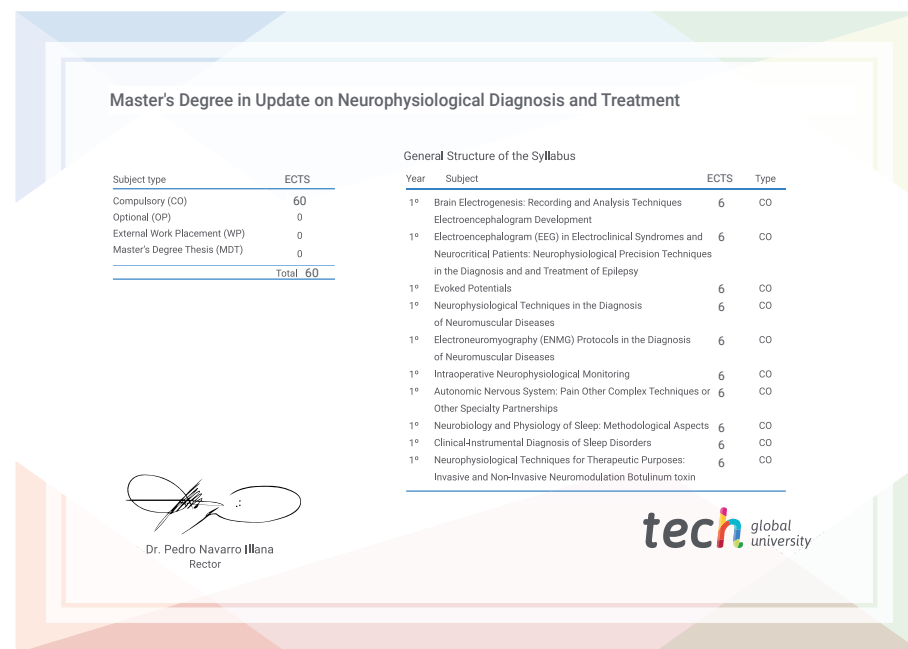 Master's Degree in Update on Neurophysiological Diagnosis and Treatment
Subject type ECTS
Compulsory (CO) 60
Optional (OP) 0
External Work Placement (WP) 0
Master's Degree Thesis (MDT) 0
Total 60
General Structure of the Syllabus
Year Subject ECTS Type
1º Brain Electrogenesis: Recording and Analysis Techniques 6 CO
Electroencephalogram Development
1º Electroencephalogram (EEG) in Electroclinical Syndromes and 6 CO
Neurocritical Patients: Neurophysiological Precision Techniques
in the Diagnosis and and Treatment of Epilepsy
1º Evoked Potentials 6 CO
1º Neurophysiological Techniques in the Diagnosis 6 CO
of Neuromuscular Diseases
1º Electroneuromyography (ENMG) Protocols in the Diagnosis 6 CO
of Neuromuscular Diseases
1º Intraoperative Neurophysiological Monitoring 6 CO
1º Autonomic Nervous System: Pain Other Complex Techniques or 6 CO
Other Specialty Partnerships
1º Neurobiology and Physiology of Sleep: Methodological Aspects 6 CO
1º Clinical-Instrumental Diagnosis of Sleep Disorders 6 CO
1º Neurophysiological Techniques for Therapeutic Purposes: 6 CO
Invasive and Non-Invasive Neuromodulation Botulinum toxin
Dr. Pedro Navarro Illana
Rector
tech global
university